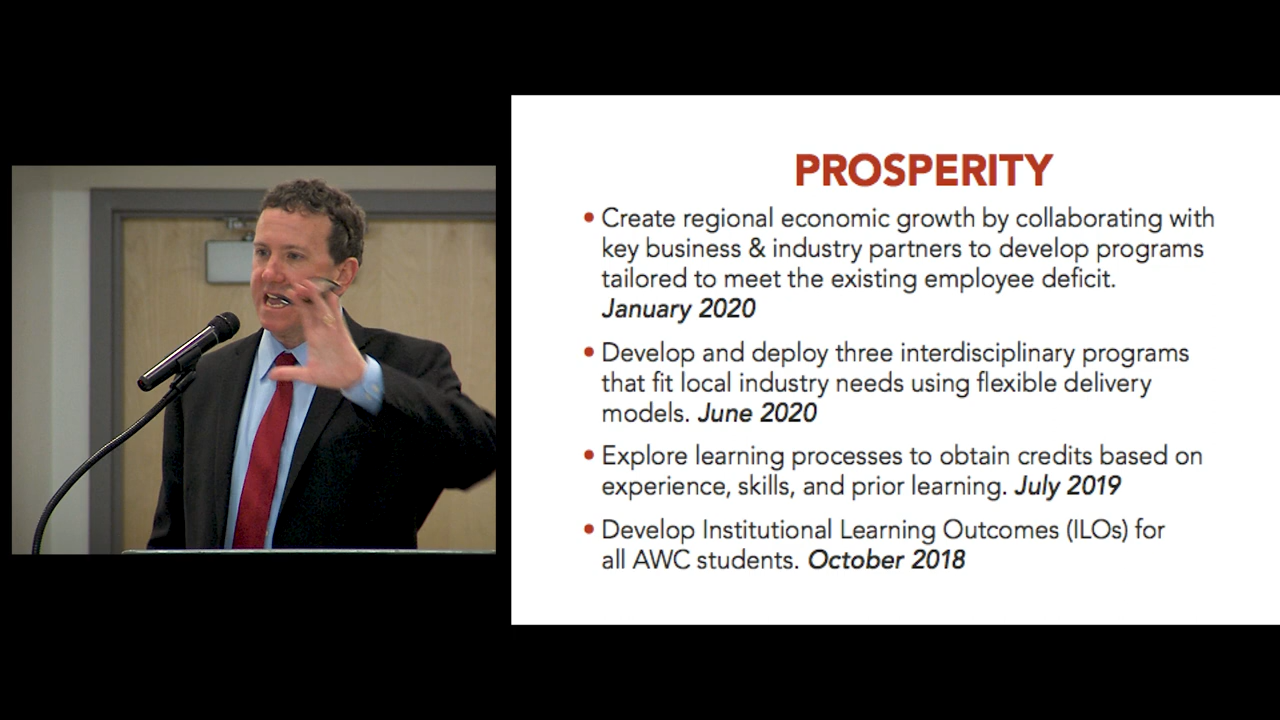 PROSPERITY
• Create regional economic growth by collaborating with
key business & industry partners to develop programs
tailored to meet the existing employee deficit.
January 2020
• Develop and deploy three interdisciplinary programs
that fit local industry needs using flexible delivery
models. June 2020
• Explore learning processes to obtain credits based on
experience, skills, and prior learning. July 2019
• Develop Institutional Learning Outcomes (ILOs) for
all AWC students. October 2018